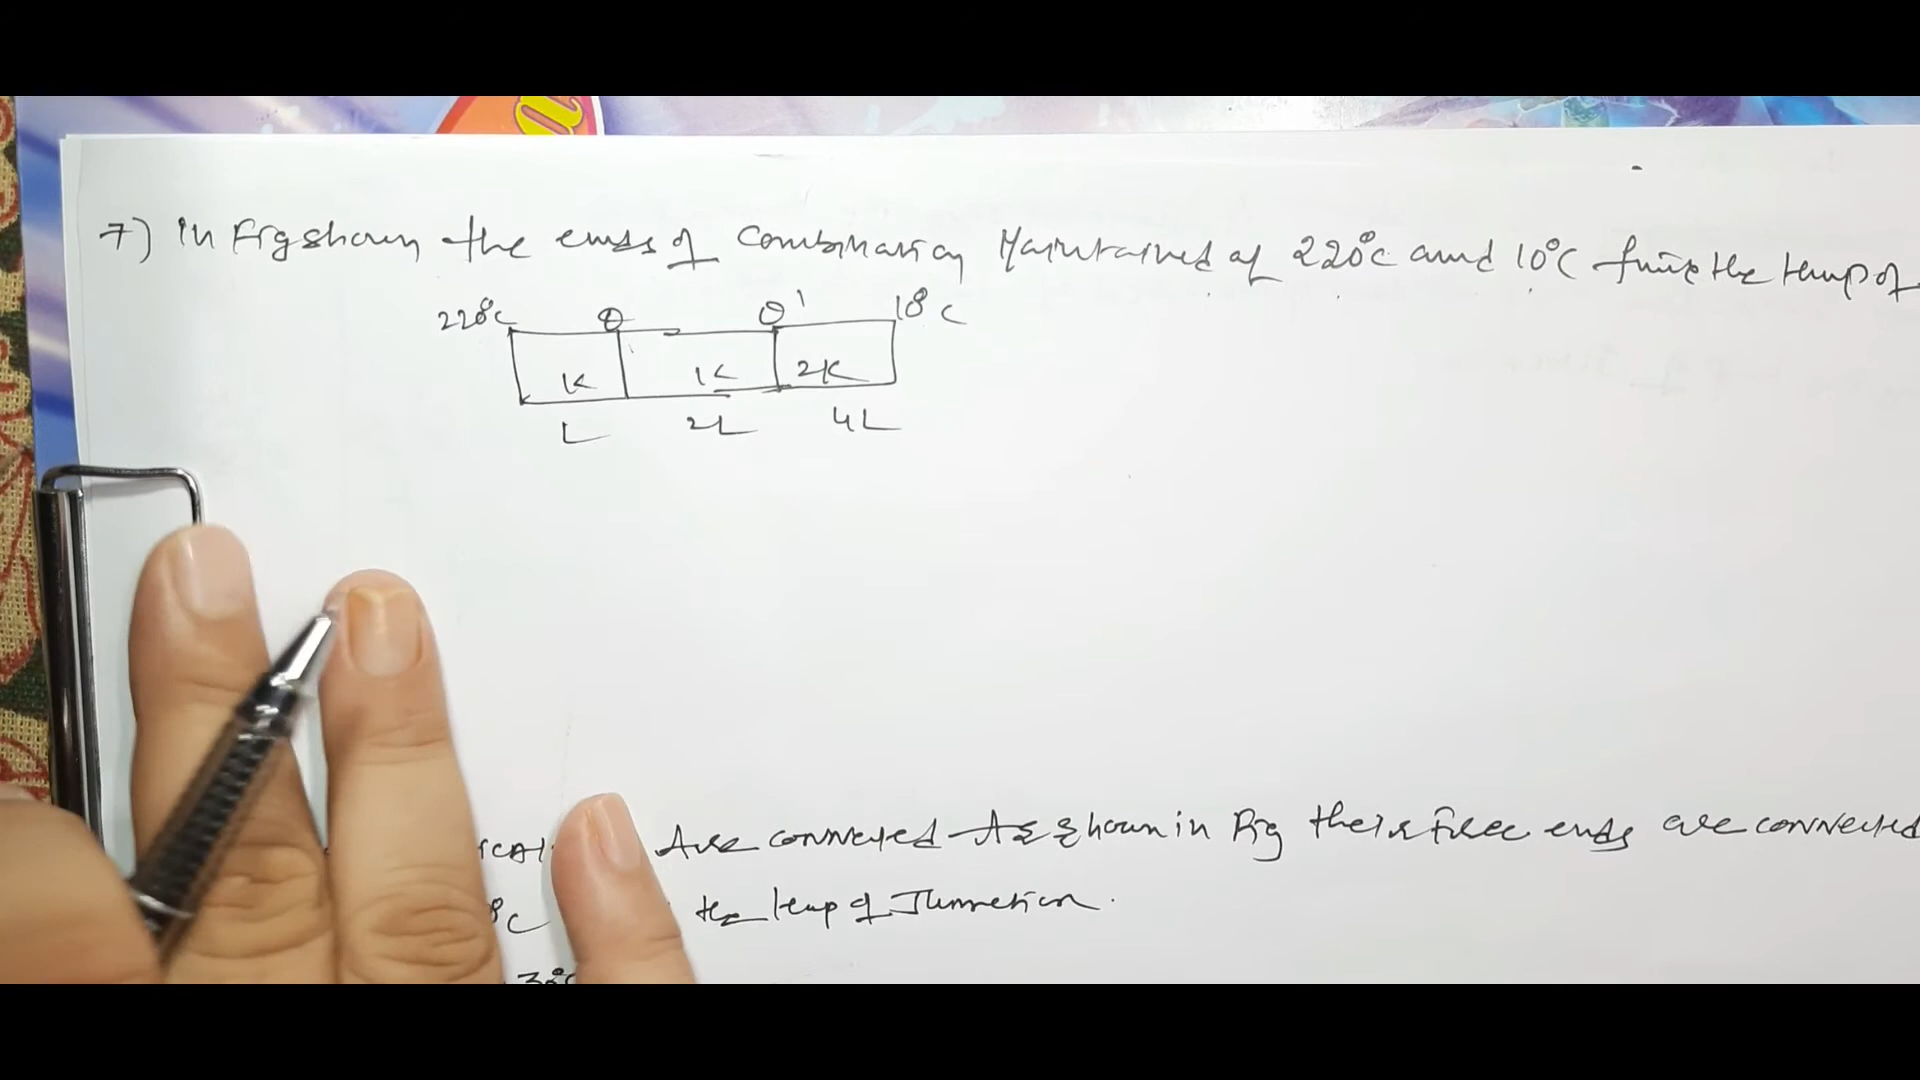 7) In Fig shown the ends of combination Maintained at 220°C and 10°C find the temp of
220°C θ θ' 10°C
K K 2K
L 2L 4L
are connected As shown in Fig their free ends are connected
°C the temp of Junction.
30°